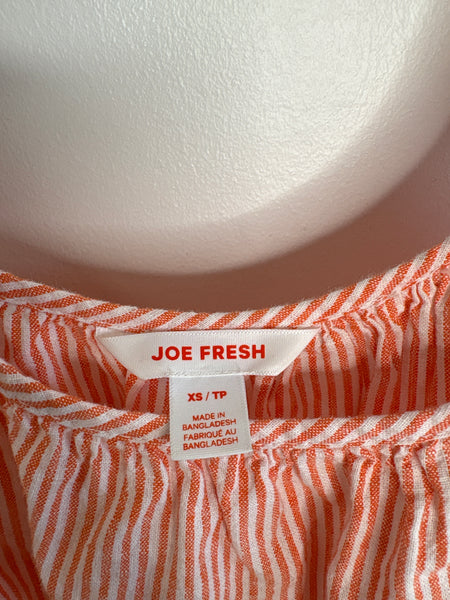 JOE FRESH
XS / TP
MADE IN
BANGLADESH
FABRIQUÉ AU
BANGLADESH